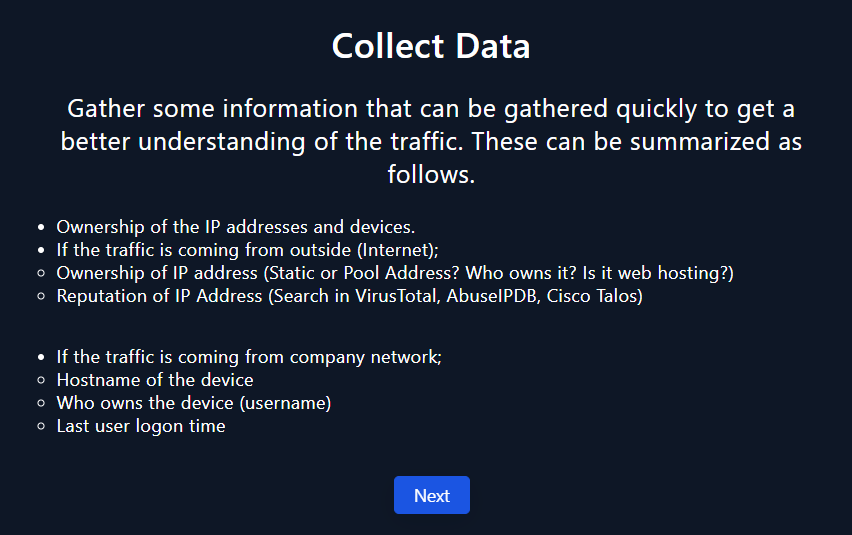 Collect Data
Gather some information that can be gathered quickly to get a
better understanding of the traffic. These can be summarized as
follows.
• Ownership of the IP addresses and devices.
• If the traffic is coming from outside (Internet);
○ Ownership of IP address (Static or Pool Address? Who owns it? Is it web hosting?)
○ Reputation of IP Address (Search in VirusTotal, AbuseIPDB, Cisco Talos)
• If the traffic is coming from company network;
○ Hostname of the device
○ Who owns the device (username)
○ Last user logon time
Next